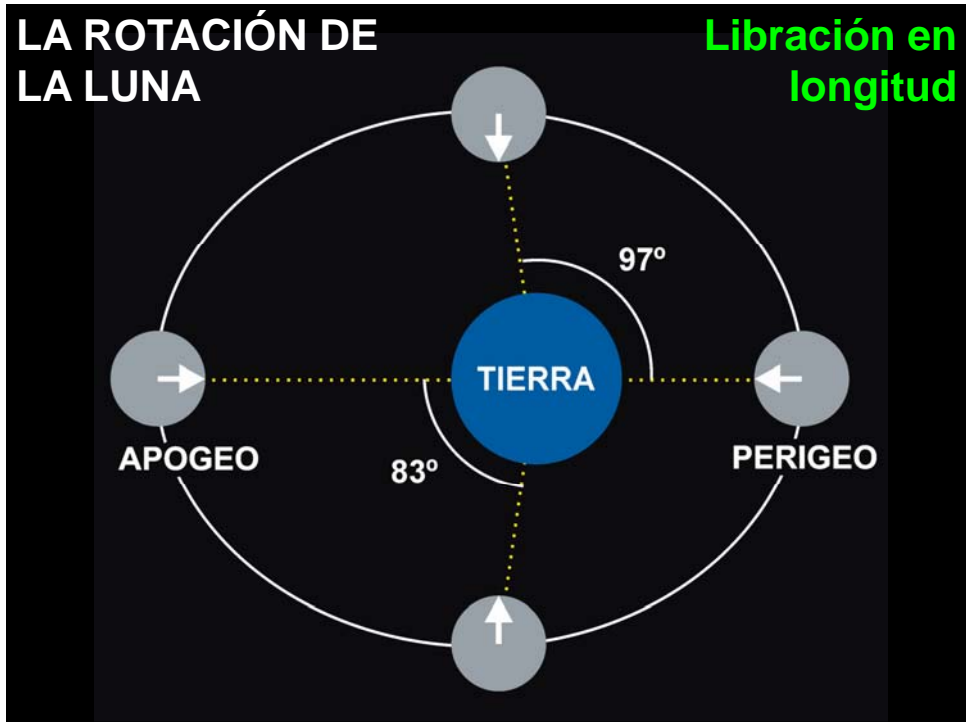 LA ROTACIÓN DE
LA LUNA
Libración en
longitud
97º
TIERRA
APOGEO
PERIGEO
83º